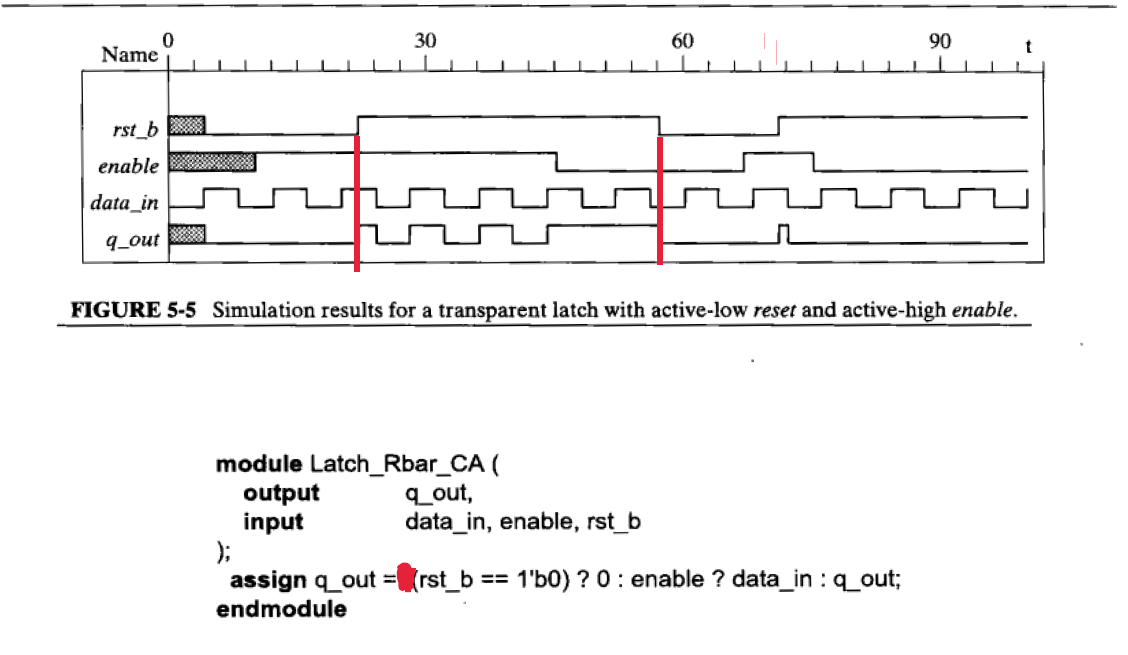 0 30 60 90 t
Name
rst_b
enable
data_in
q_out
FIGURE 5-5 Simulation results for a transparent latch with active-low reset and active-high enable.
module Latch_Rbar_CA (
output q_out,
input data_in, enable, rst_b
);
assign q_out = (rst_b == 1'b0) ? 0 : enable ? data_in : q_out;
endmodule